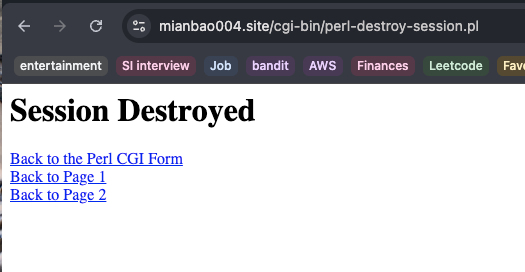 mianbao004.site/cgi-bin/perl-destroy-session.pl
entertainment SI interview Job bandit AWS Finances Leetcode Favo
Session Destroyed
Back to the Perl CGI Form
Back to Page 1
Back to Page 2